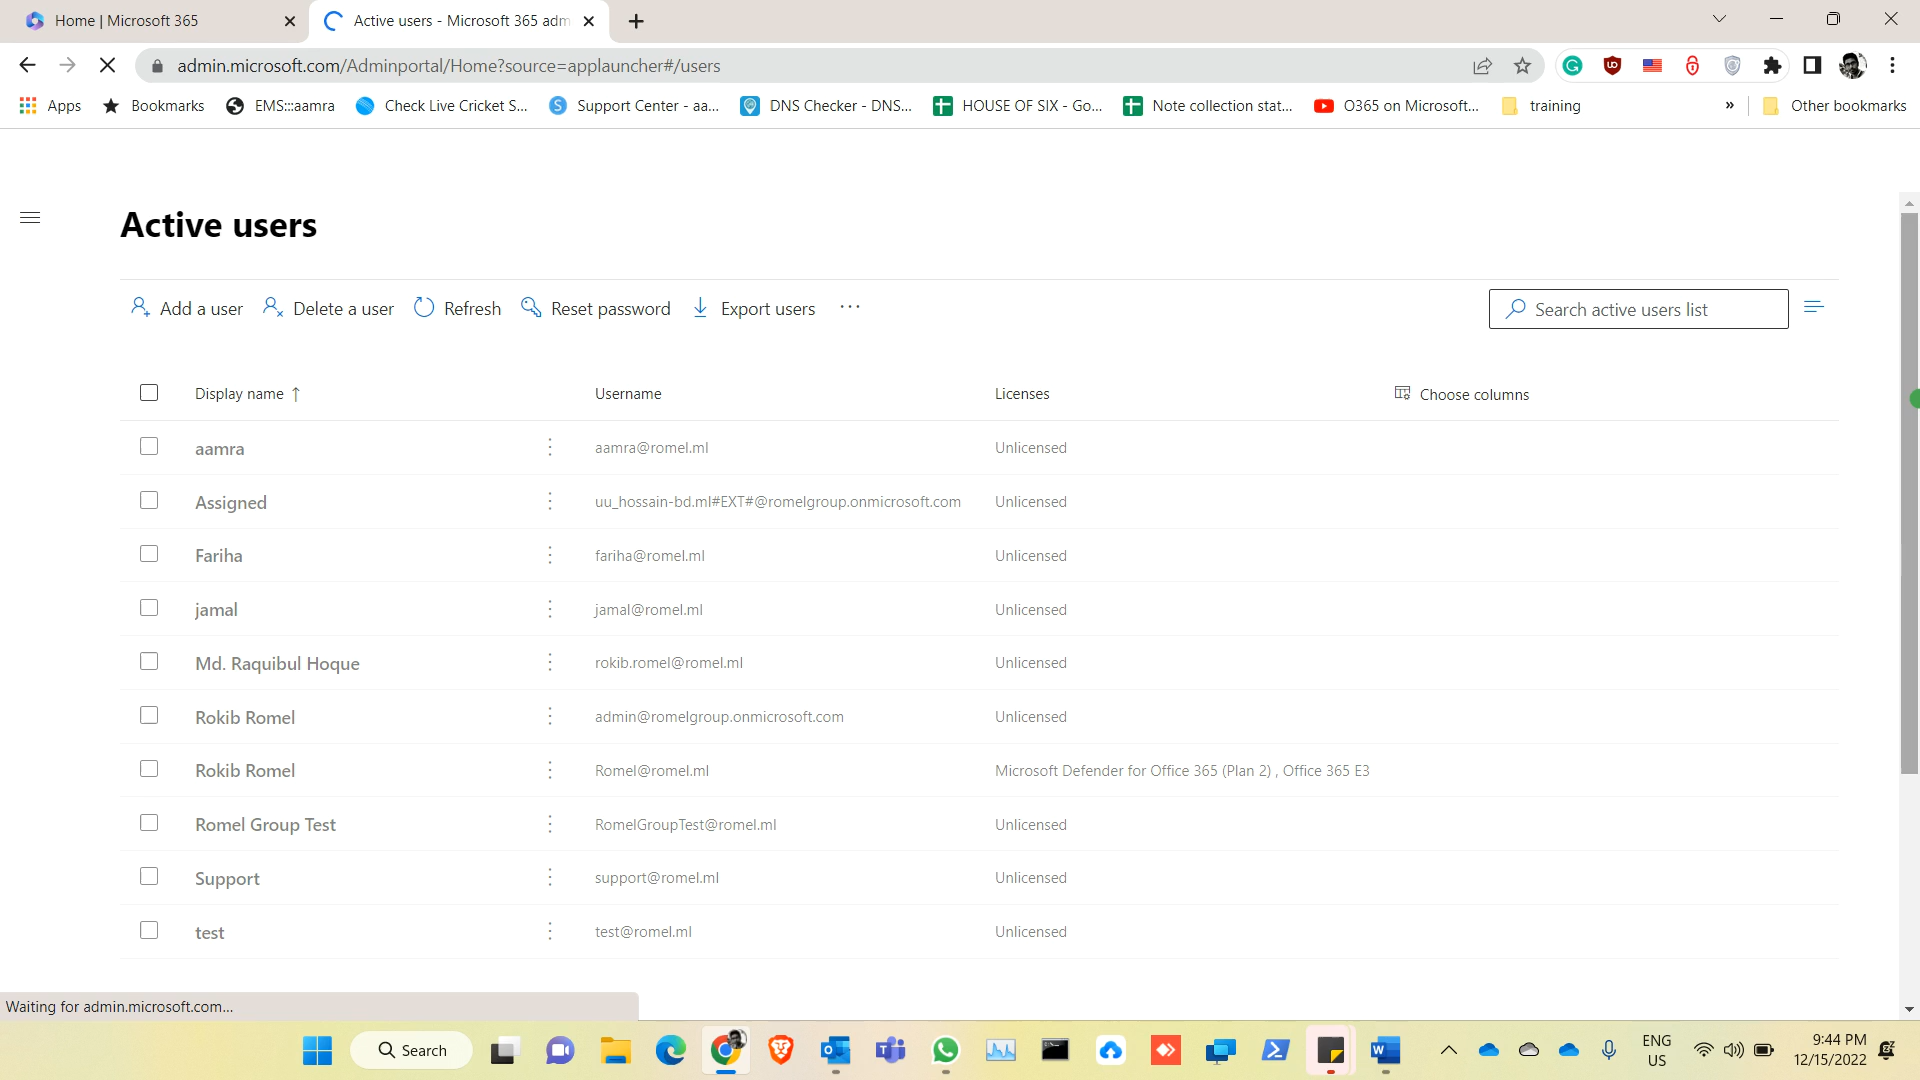 Home | Microsoft 365
Active users - Microsoft 365 adm
admin.microsoft.com/Adminportal/Home?source=applauncher#/users
Apps Bookmarks EMS:::aamra Check Live Cricket S... Support Center - aa... DNS Checker - DNS... HOUSE OF SIX - Go... Note collection stat... O365 on Microsoft... training » Other bookmarks
Active users
Add a user Delete a user Refresh Reset password Export users ... Search active users list
Display name ↑ Username Licenses Choose columns
aamra aamra@romel.ml Unlicensed
Assigned uu_hossain-bd.ml#EXT#@romelgroup.onmicrosoft.com Unlicensed
Fariha fariha@romel.ml Unlicensed
jamal jamal@romel.ml Unlicensed
Md. Raquibul Hoque rokib.romel@romel.ml Unlicensed
Rokib Romel admin@romelgroup.onmicrosoft.com Unlicensed
Rokib Romel Romel@romel.ml Microsoft Defender for Office 365 (Plan 2) , Office 365 E3
Romel Group Test RomelGroupTest@romel.ml Unlicensed
Support support@romel.ml Unlicensed
test test@romel.ml Unlicensed
Waiting for admin.microsoft.com...
Search
ENG
US
9:44 PM
12/15/2022